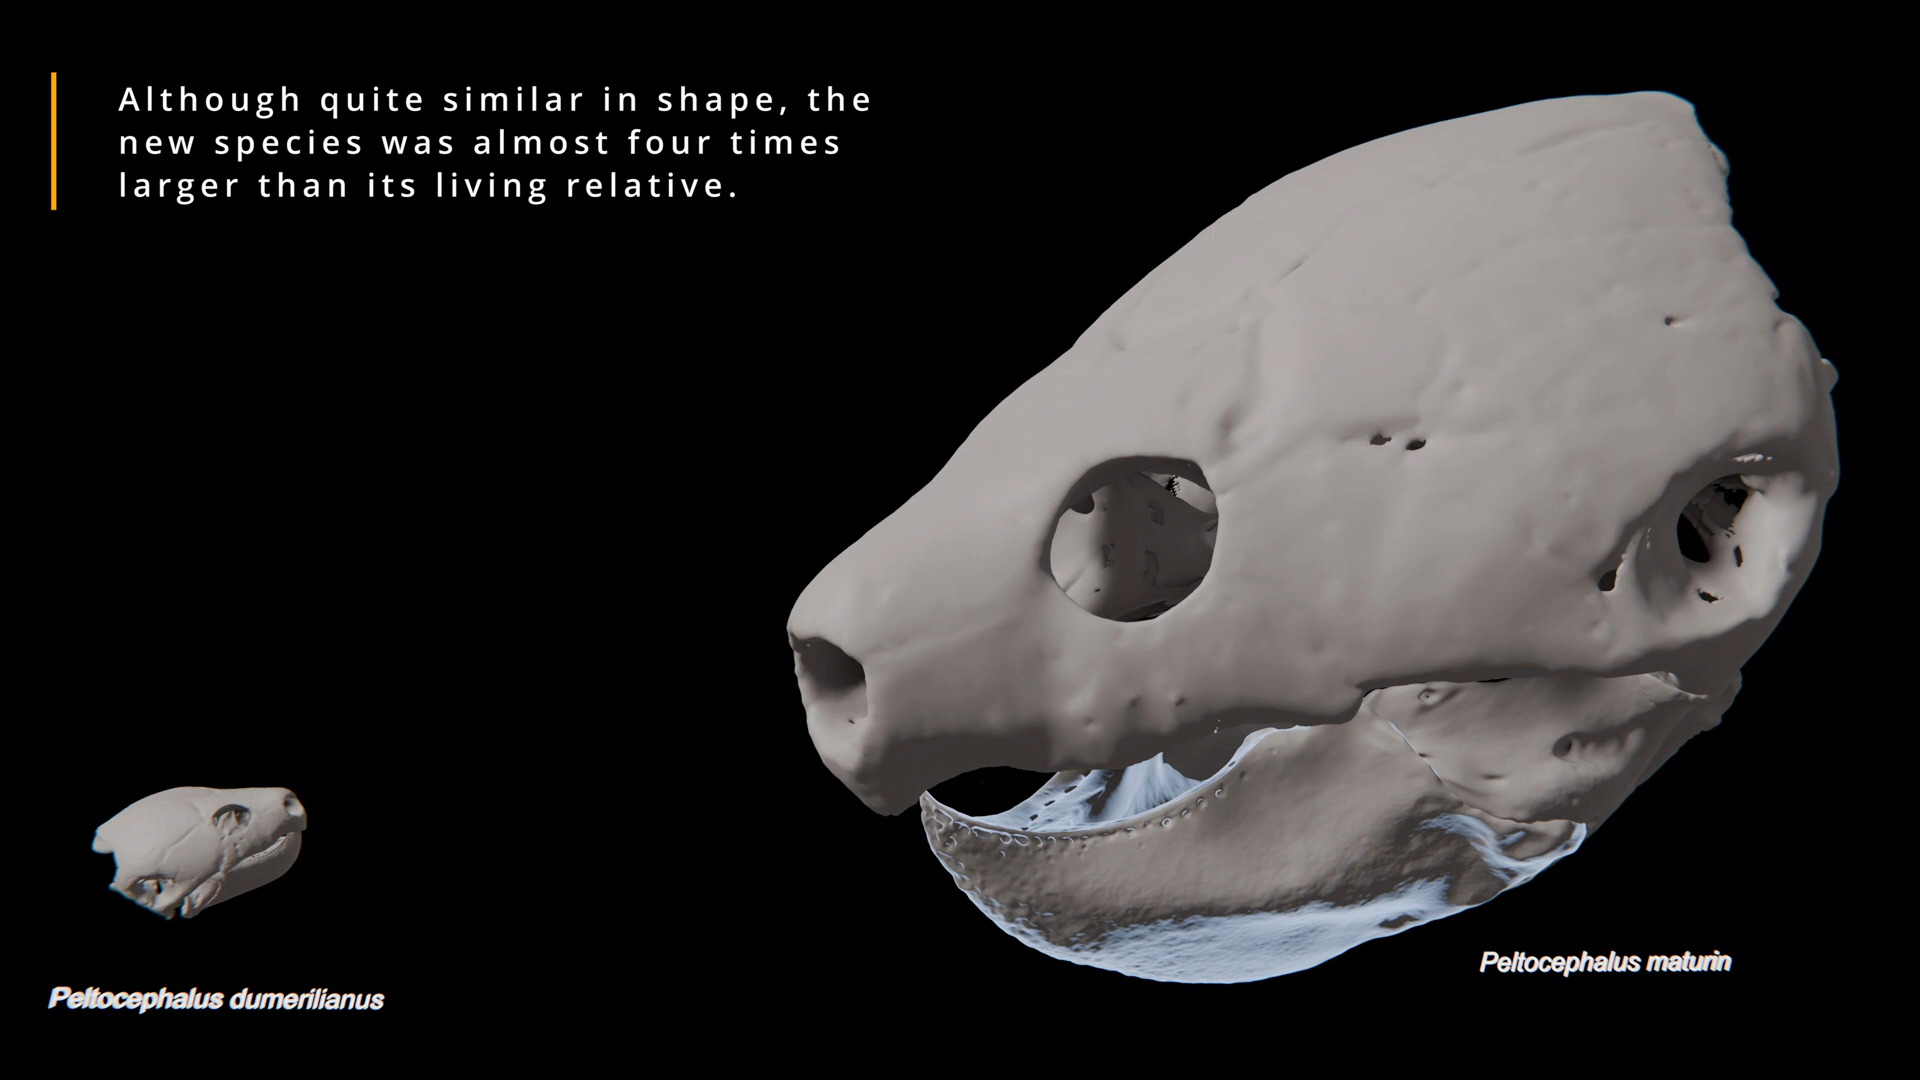 Although quite similar in shape, the
new species was almost four times
larger than its living relative.
Peltocephalus maturin
Peltocephalus dumerilianus